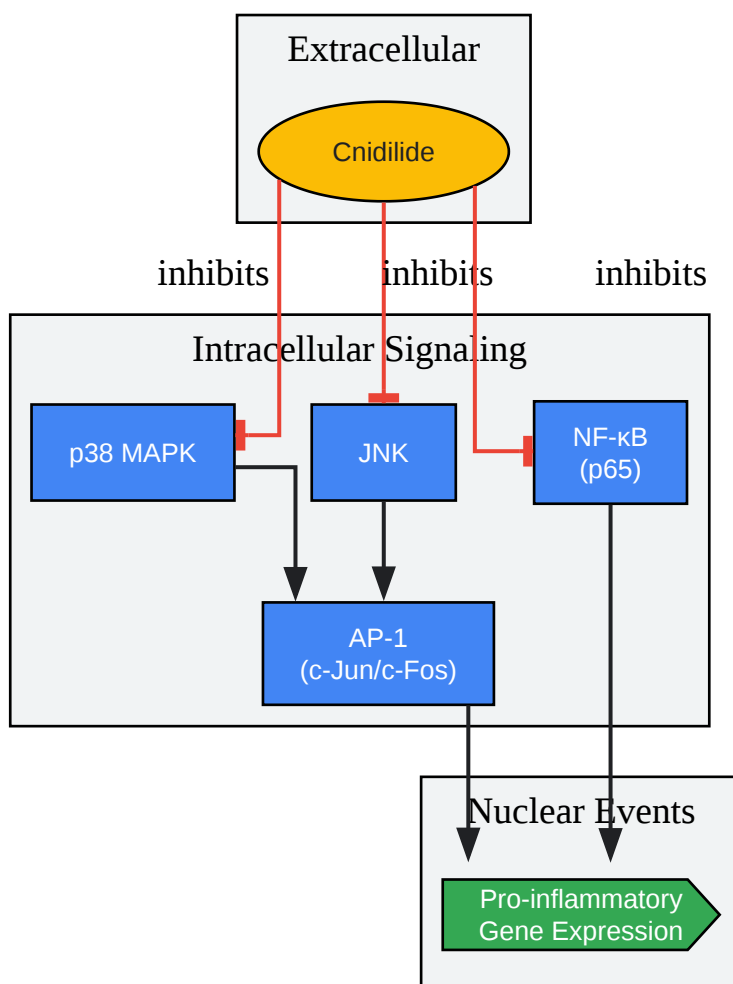 Extracellular
Cnidilide
inhibits inhibits inhibits
Intracellular Signaling
p38 MAPK
JNK
NF-κB
(p65)
AP-1
(c-Jun/c-Fos)
Nuclear Events
Pro-inflammatory
Gene Expression